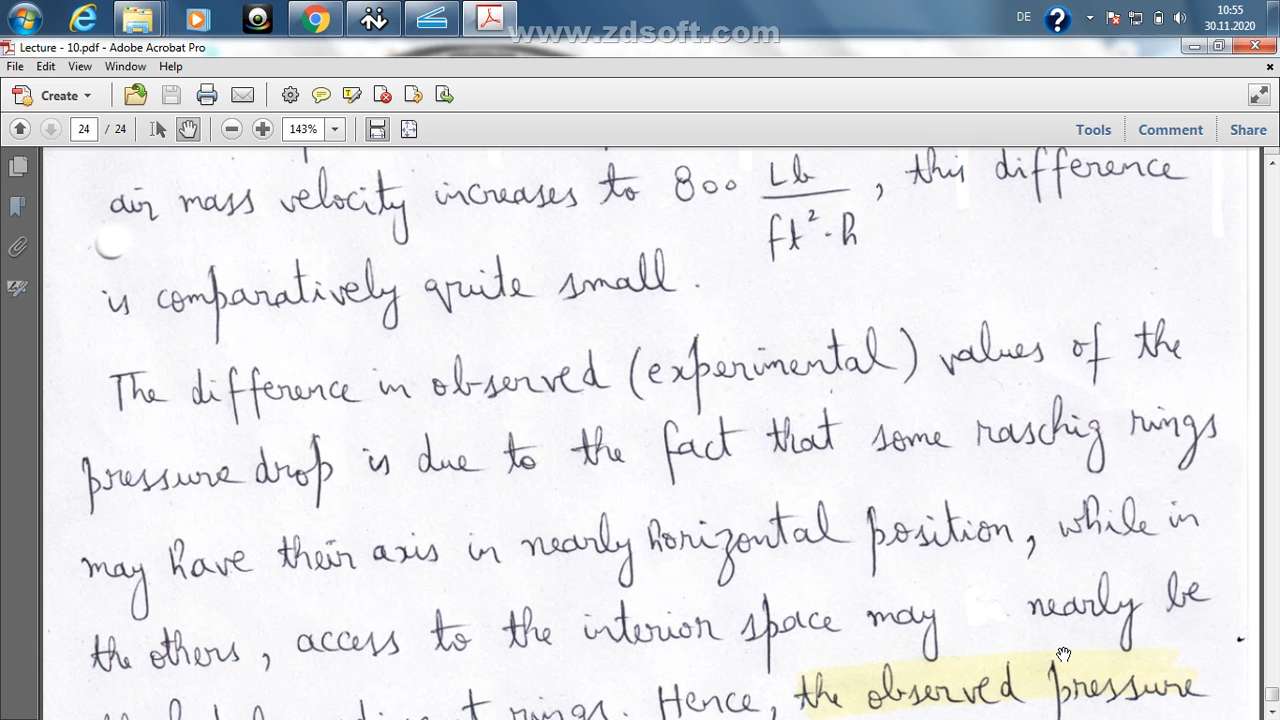 10:55
DE
30.11.2020
www.zdsoft.com
Lecture - 10.pdf - Adobe Acrobat Pro
File Edit View Window Help
Create
24 / 24 143% Tools Comment Share
air mass velocity increases to 800 Lb/ft²·h, this difference
is comparatively quite small.
The difference in observed (experimental) values of the
pressure drop is due to the fact that some raschig rings
may have their axis in nearly horizontal position, while in
the others, access to the interior space may nearly be
rings. Hence, the observed pressure